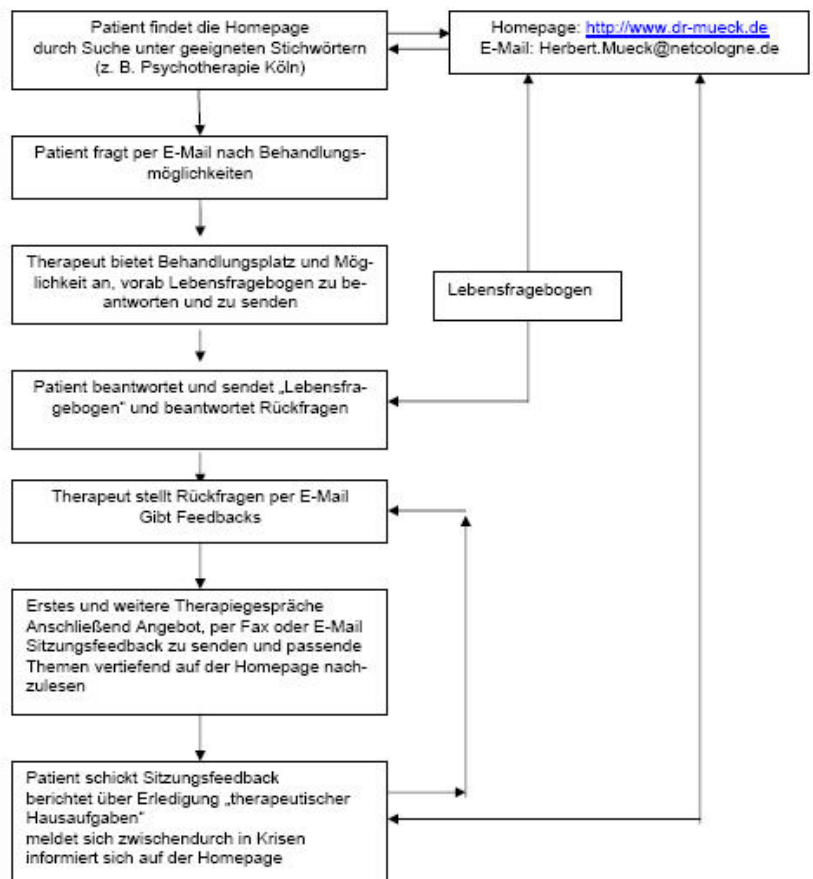 Patient findet die Homepage
durch Suche unter geeigneten Stichwörtern
(z. B. Psychotherapie Köln)
Homepage: http://www.dr-mueck.de
E-Mail: Herbert.Mueck@netcologne.de
Patient fragt per E-Mail nach Behandlungs-
möglichkeiten
Therapeut bietet Behandlungsplatz und Mög-
lichkeit an, vorab Lebensfragebogen zu be-
antworten und zu senden
Lebensfragebogen
Patient beantwortet und sendet „Lebensfra-
gebogen“ und beantwortet Rückfragen
Therapeut stellt Rückfragen per E-Mail
Gibt Feedbacks
Erstes und weitere Therapiegespräche
Anschließend Angebot, per Fax oder E-Mail
Sitzungsfeedback zu senden und passende
Themen vertiefend auf der Homepage nach-
zulesen
Patient schickt Sitzungsfeedback
berichtet über Erledigung „therapeutischer
Hausaufgaben“
meldet sich zwischendurch in Krisen
informiert sich auf der Homepage